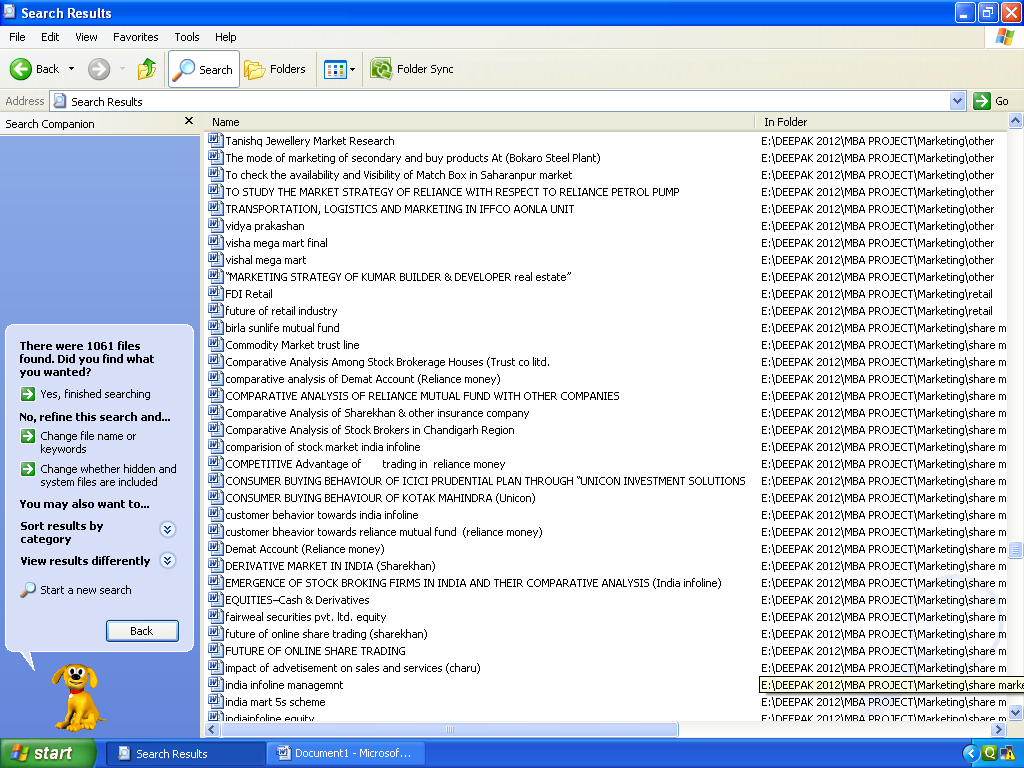 Search Results
File Edit View Favorites Tools Help
Back Search Folders Folder Sync
Address Search Results Go
Search Companion
Name In Folder
Tanishq Jewellery Market Research E:\DEEPAK 2012\MBA PROJECT\Marketing\other
The mode of marketing of secondary and buy products At (Bokaro Steel Plant) E:\DEEPAK 2012\MBA PROJECT\Marketing\other
To check the availability and Visibility of Match Box in Saharanpur market E:\DEEPAK 2012\MBA PROJECT\Marketing\other
TO STUDY THE MARKET STRATEGY OF RELIANCE WITH RESPECT TO RELIANCE PETROL PUMP E:\DEEPAK 2012\MBA PROJECT\Marketing\other
TRANSPORTATION, LOGISTICS AND MARKETING IN IFFCO AONLA UNIT E:\DEEPAK 2012\MBA PROJECT\Marketing\other
vidya prakashan E:\DEEPAK 2012\MBA PROJECT\Marketing\other
visha mega mart final E:\DEEPAK 2012\MBA PROJECT\Marketing\other
vishal mega mart E:\DEEPAK 2012\MBA PROJECT\Marketing\other
“MARKETING STRATEGY OF KUMAR BUILDER & DEVELOPER real estate” E:\DEEPAK 2012\MBA PROJECT\Marketing\other
FDI Retail E:\DEEPAK 2012\MBA PROJECT\Marketing\retail
future of retail industry E:\DEEPAK 2012\MBA PROJECT\Marketing\retail
birla sunlife mutual fund E:\DEEPAK 2012\MBA PROJECT\Marketing\share m
Commodity Market trust line E:\DEEPAK 2012\MBA PROJECT\Marketing\share m
Comparative Analysis Among Stock Brokerage Houses (Trust co liltd. E:\DEEPAK 2012\MBA PROJECT\Marketing\share m
comparative analysis of Demat Account (Reliance money) E:\DEEPAK 2012\MBA PROJECT\Marketing\share m
COMPARATIVE ANALYSIS OF RELIANCE MUTUAL FUND WITH OTHER COMPANIES E:\DEEPAK 2012\MBA PROJECT\Marketing\share m
Comparative Analysis of Sharekhan & other insurance company E:\DEEPAK 2012\MBA PROJECT\Marketing\share m
Comparative Analysis of Stock Brokers in Chandigarh Region E:\DEEPAK 2012\MBA PROJECT\Marketing\share m
comparision of stock market india infoline E:\DEEPAK 2012\MBA PROJECT\Marketing\share m
COMPETITIVE Advantage of trading in reliance money E:\DEEPAK 2012\MBA PROJECT\Marketing\share m
CONSUMER BUYING BEHAVIOUR OF ICICI PRUDENTIAL PLAN THROUGH “UNICON INVESTMENT SOLUTIONS E:\DEEPAK 2012\MBA PROJECT\Marketing\share m
CONSUMER BUYING BEHAVIOUR OF KOTAK MAHINDRA (Unicon) E:\DEEPAK 2012\MBA PROJECT\Marketing\share m
customer behavior towards india infoline E:\DEEPAK 2012\MBA PROJECT\Marketing\share m
customer bheavior towards reliance mutual fund (reliance money) E:\DEEPAK 2012\MBA PROJECT\Marketing\share m
Demat Account (Reliance money) E:\DEEPAK 2012\MBA PROJECT\Marketing\share m
DERIVATIVE MARKET IN INDIA (Sharekhan) E:\DEEPAK 2012\MBA PROJECT\Marketing\share m
EMERGENCE OF STOCK BROKING FIRMS IN INDIA AND THEIR COMPARATIVE ANALYSIS (India infoline) E:\DEEPAK 2012\MBA PROJECT\Marketing\share m
EQUITIES–Cash & Derivatives E:\DEEPAK 2012\MBA PROJECT\Marketing\share m
fairweal securities pvt. ltd. equity E:\DEEPAK 2012\MBA PROJECT\Marketing\share m
future of online share trading (sharekhan) E:\DEEPAK 2012\MBA PROJECT\Marketing\share m
FUTURE OF ONLINE SHARE TRADING E:\DEEPAK 2012\MBA PROJECT\Marketing\share m
impact of advetisement on sales and services (charu) E:\DEEPAK 2012\MBA PROJECT\Marketing\share m
india infoline managemnt E:\DEEPAK 2012\MBA PROJECT\Marketing\share marke
india mart 5s scheme E:\DEEPAK 2012\MBA PROJECT\Marketing\share m
indiainfoline equity E:\DEEPAK 2012\MBA PROJECT\Marketing\share m
There were 1061 files
found. Did you find what
you wanted?
Yes, finished searching
No, refine this search and...
Change file name or
keywords
Change whether hidden and
system files are included
You may also want to...
Sort results by
category
View results differently
Start a new search
Back
start Search Results Document1 - Microsof...